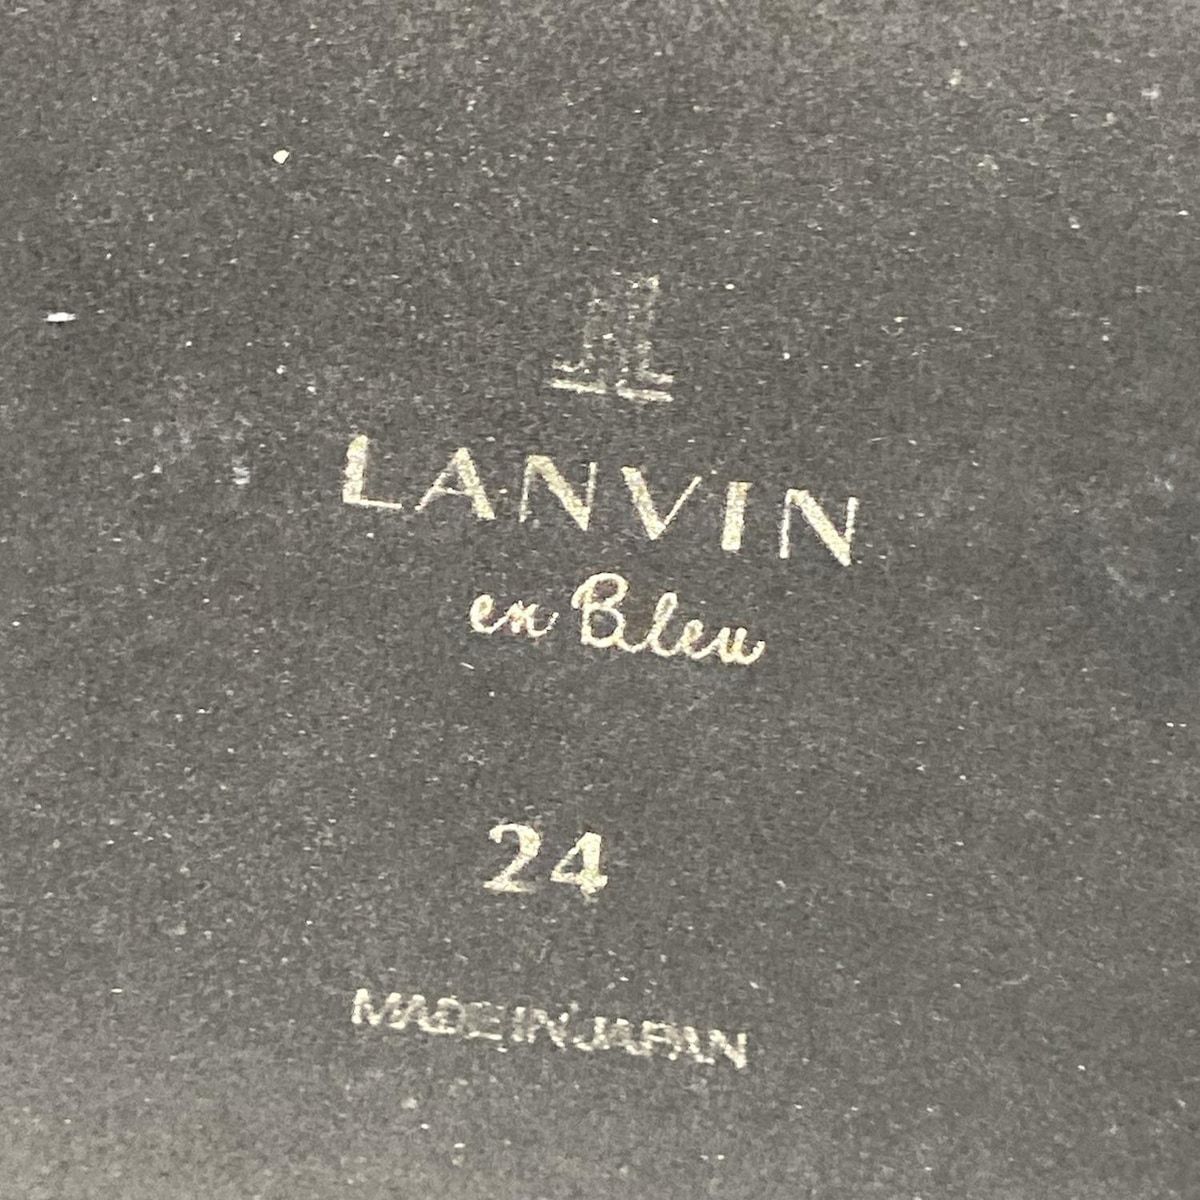 LANVIN
en Bleu
24
MADE IN JAPAN